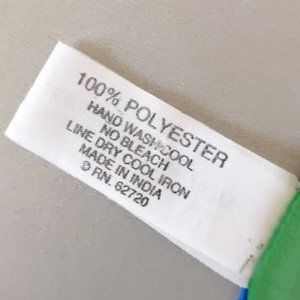 100% POLYESTER
HAND WASH COOL
NO BLEACH
LINE DRY COOL IRON
MADE IN INDIA
© RN. 62720